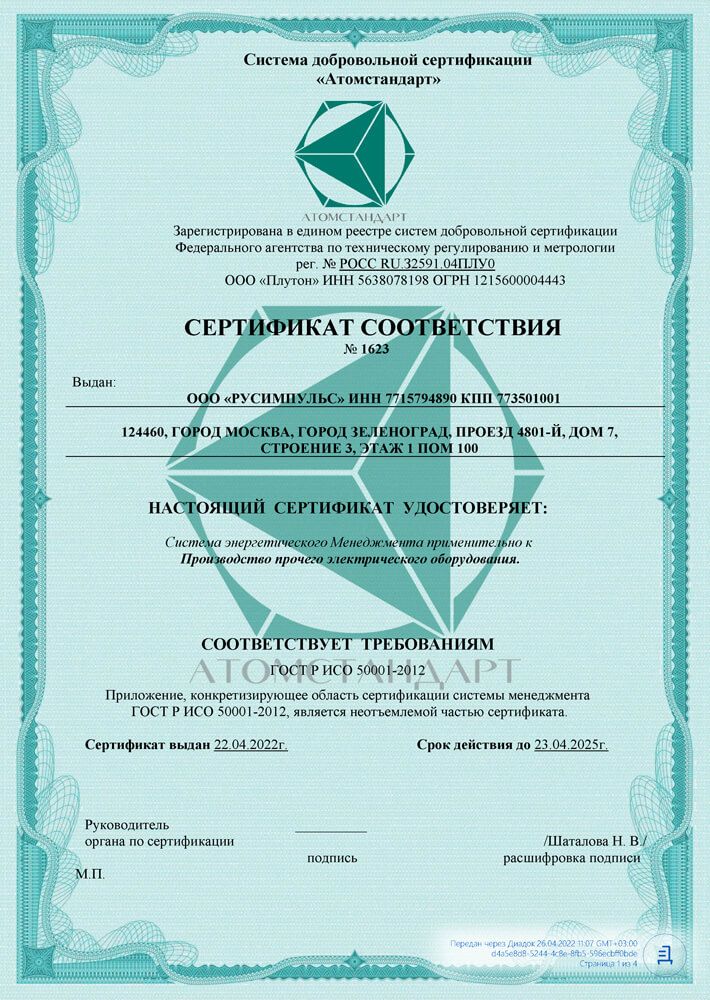 Система добровольной сертификации
«Атомстандарт»
АТОМСТАНДАРТ
Зарегистрирована в едином реестре систем добровольной сертификации
Федерального агентства по техническому регулированию и метрологии
рег. № РОСС RU.32591.04ПЛУ0
ООО «Плутон» ИНН 5638078198 ОГРН 1215600004443
СЕРТИФИКАТ СООТВЕТСТВИЯ
№ 1623
Выдан:
ООО «РУСИМПУЛЬС» ИНН 7715794890 КПП 773501001
124460, ГОРОД МОСКВА, ГОРОД ЗЕЛЕНОГРАД, ПРОЕЗД 4801-Й, ДОМ 7,
СТРОЕНИЕ 3, ЭТАЖ 1 ПОМ 100
НАСТОЯЩИЙ СЕРТИФИКАТ УДОСТОВЕРЯЕТ:
Система энергетического Менеджмента применительно к
Производство прочего электрического оборудования.
СООТВЕТСТВУЕТ ТРЕБОВАНИЯМ
АТОМСТАНДАРТ
ГОСТ Р ИСО 50001-2012
Приложение, конкретизирующее область сертификации системы менеджмента
ГОСТ Р ИСО 50001-2012, является неотъемлемой частью сертификата.
Сертификат выдан 22.04.2022г. Срок действия до 23.04.2025г.
Руководитель
органа по сертификации /Шаталова Н. В./
подпись расшифровка подписи
М.П.
Передан через Диадок 26.04.2022 11:07 GMT+03:00
d4a5e8d8-5244-4c8e-8fb5-596ecbff0bde
Страница 1 из 4